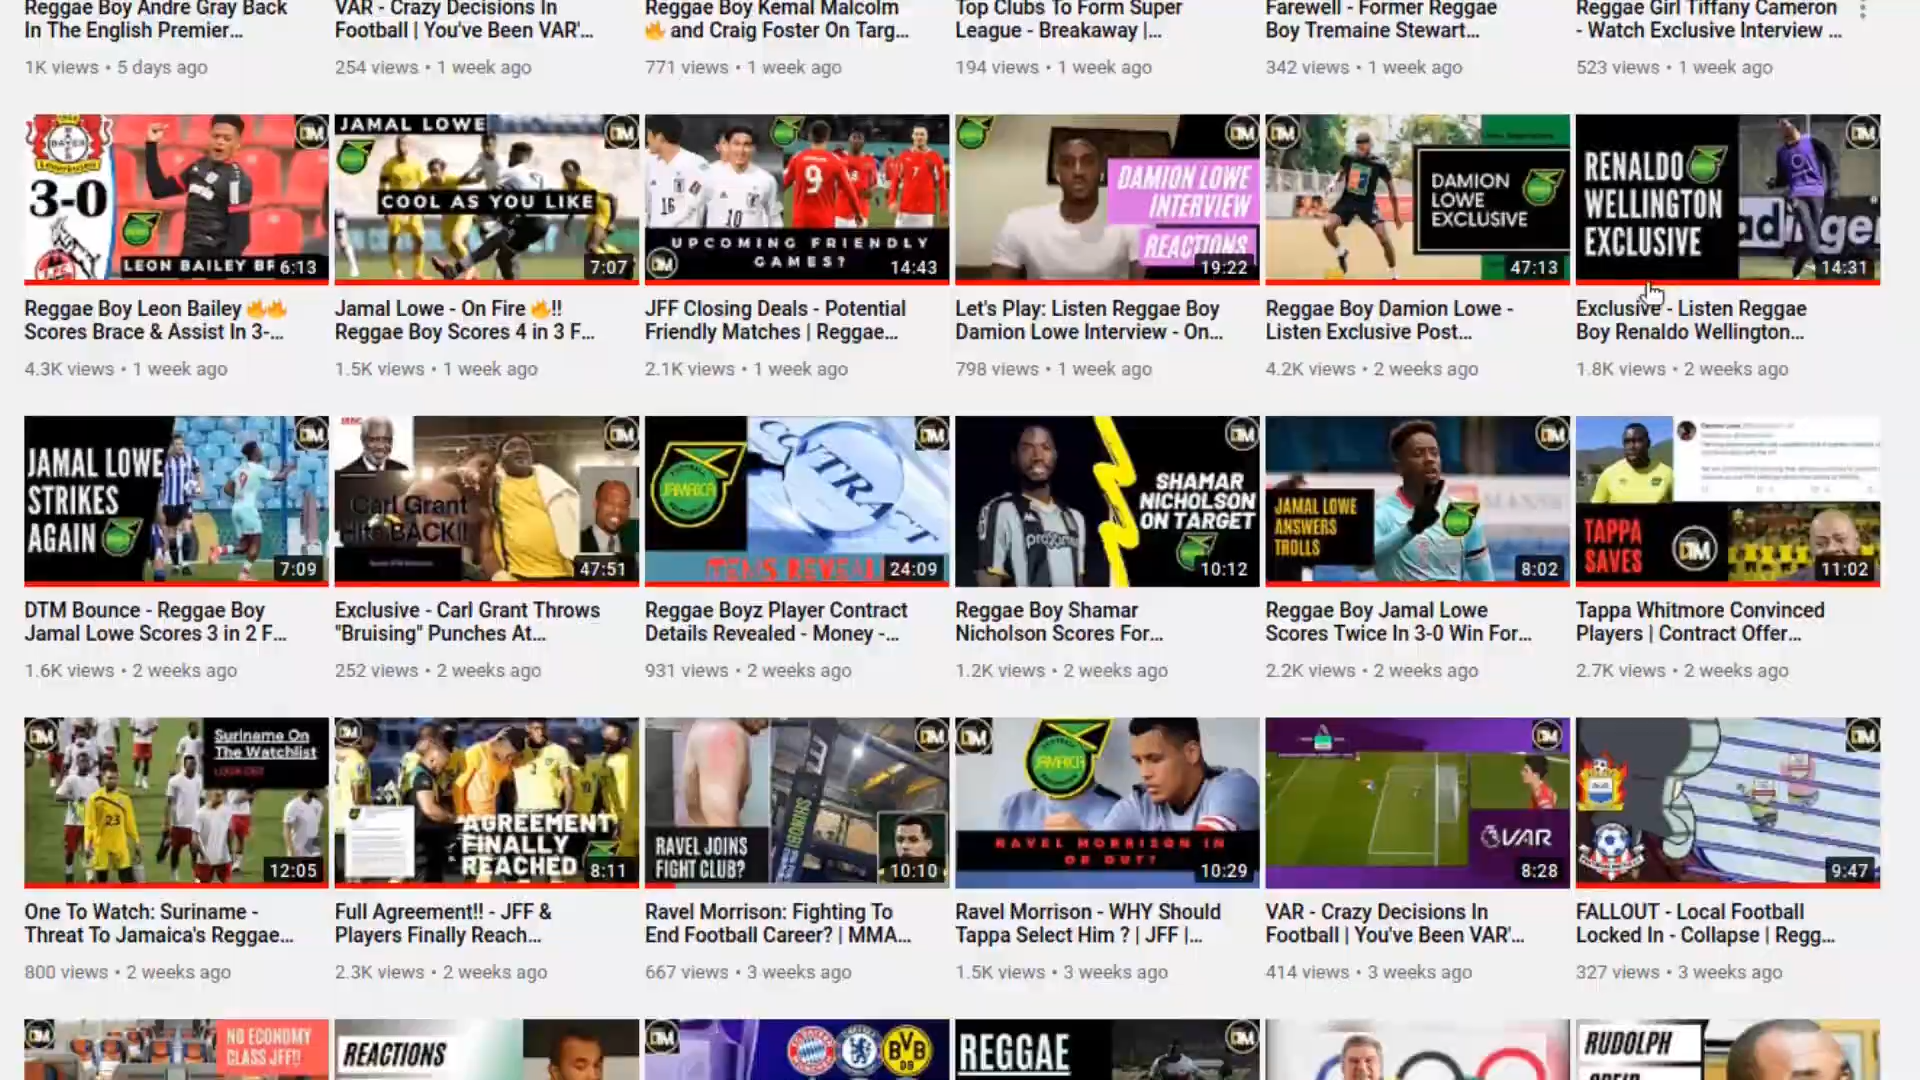 Reggae Boy Andre Gray Back
In The English Premier...
1K views • 5 days ago
VAR - Crazy Decisions In
Football | You've Been VAR'...
254 views • 1 week ago
Reggae Boy Kemal Malcolm
🔥 and Craig Foster On Targ...
771 views • 1 week ago
Top Clubs To Form Super
League - Breakaway |...
194 views • 1 week ago
Farewell - Former Reggae
Boy Tremaine Stewart...
342 views • 1 week ago
Reggae Girl Tiffany Cameron
- Watch Exclusive Interview ...
523 views • 1 week ago
3-0
LEON BAILEY
6:13
JAMAL LOWE
COOL AS YOU LIKE
7:07
16
10
9
7
UPCOMING FRIENDLY
GAMES?
14:43
DAMION LOWE
INTERVIEW
REACTIONS
19:22
DAMION
LOWE
EXCLUSIVE
47:13
RENALDO
WELLINGTON
EXCLUSIVE
14:31
Reggae Boy Leon Bailey 🔥🔥
Scores Brace & Assist In 3-...
4.3K views • 1 week ago
Jamal Lowe - On Fire 🔥!!
Reggae Boy Scores 4 in 3 F...
1.5K views • 1 week ago
JFF Closing Deals - Potential
Friendly Matches | Reggae...
2.1K views • 1 week ago
Let's Play: Listen Reggae Boy
Damion Lowe Interview - On...
798 views • 1 week ago
Reggae Boy Damion Lowe -
Listen Exclusive Post...
4.2K views • 2 weeks ago
Exclusive - Listen Reggae
Boy Renaldo Wellington...
1.8K views • 2 weeks ago
JAMAL LOWE
STRIKES
AGAIN
7:09
Carl Grant
Hits BACK!!
47:51
JAMAICA
CONTRACT
ITEMS REVEAL
24:09
SHAMAR
NICHOLSON
ON TARGET
10:12
JAMAL LOWE
ANSWERS
TROLLS
8:02
TAPPA
SAVES
11:02
DTM Bounce - Reggae Boy
Jamal Lowe Scores 3 in 2 F...
1.6K views • 2 weeks ago
Exclusive - Carl Grant Throws
"Bruising" Punches At...
252 views • 2 weeks ago
Reggae Boyz Player Contract
Details Revealed - Money -...
931 views • 2 weeks ago
Reggae Boy Shamar
Nicholson Scores For...
1.2K views • 2 weeks ago
Reggae Boy Jamal Lowe
Scores Twice In 3-0 Win For...
2.2K views • 2 weeks ago
Tappa Whitmore Convinced
Players | Contract Offer...
2.7K views • 2 weeks ago
Suriname On
The Watchlist
LOOK OUT
23
12:05
AGREEMENT
FINALLY
REACHED
8:11
RAVEL JOINS
FIGHT CLUB?
10:10
JAMAICA
RAVEL MORRISON IN
OR OUT?
10:29
VAR
8:28
9:47
One To Watch: Suriname -
Threat To Jamaica's Reggae...
800 views • 2 weeks ago
Full Agreement!! - JFF &
Players Finally Reach...
2.3K views • 2 weeks ago
Ravel Morrison: Fighting To
End Football Career? | MMA...
667 views • 3 weeks ago
Ravel Morrison - WHY Should
Tappa Select Him ? | JFF |...
1.5K views • 3 weeks ago
VAR - Crazy Decisions In
Football | You've Been VAR'...
414 views • 3 weeks ago
FALLOUT - Local Football
Locked In - Collapse | Regg...
327 views • 3 weeks ago
NO ECONOMY
CLASS JFF!!
REACTIONS
BVB
09
REGGAE
RUDOLPH